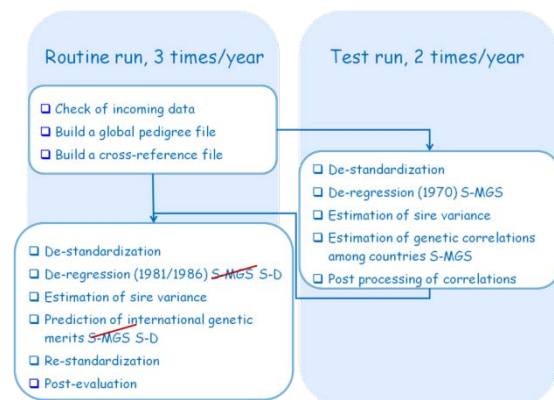 Routine run, 3 times/year
Check of incoming data
Build a global pedigree file
Build a cross-reference file
De-standardization
De-regression (1981/1986) S-MGS S-D
Estimation of sire variance
Prediction of international genetic
merits S-MGS S-D
Re-standardization
Post-evaluation
Test run, 2 times/year
De-standardization
De-regression (1970) S-MGS
Estimation of sire variance
Estimation of genetic correlations
among countries S-MGS
Post processing of correlations